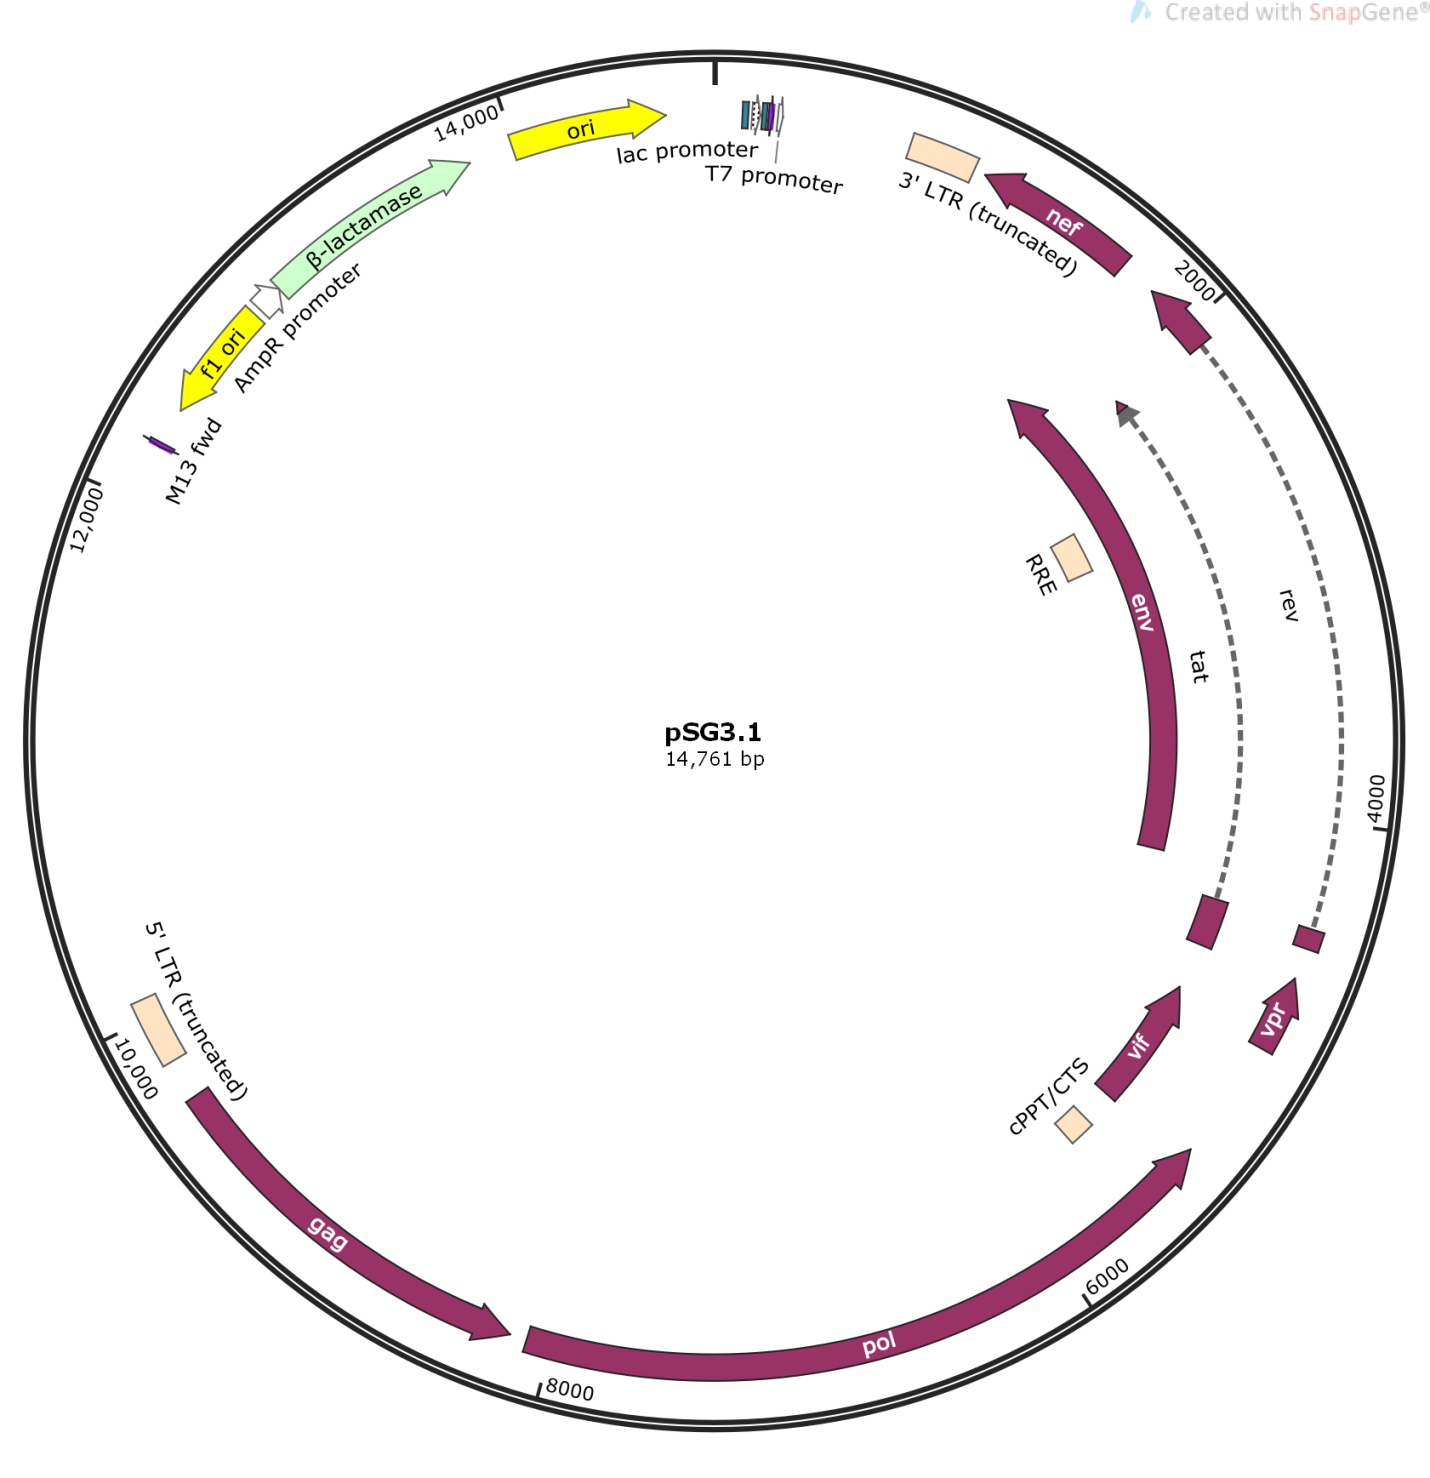 Created with SnapGene®
14,000
ori
lac promoter
T7 promoter
3' LTR (truncated)
nef
2000
β-lactamase
AmpR promoter
f1 ori
M13 fwd
12,000
RRE
env
tat
rev
pSG3.1
14,761 bp
4000
5' LTR (truncated)
10,000
vpr
vif
cPPT/CTS
gag
pol
6000
8000